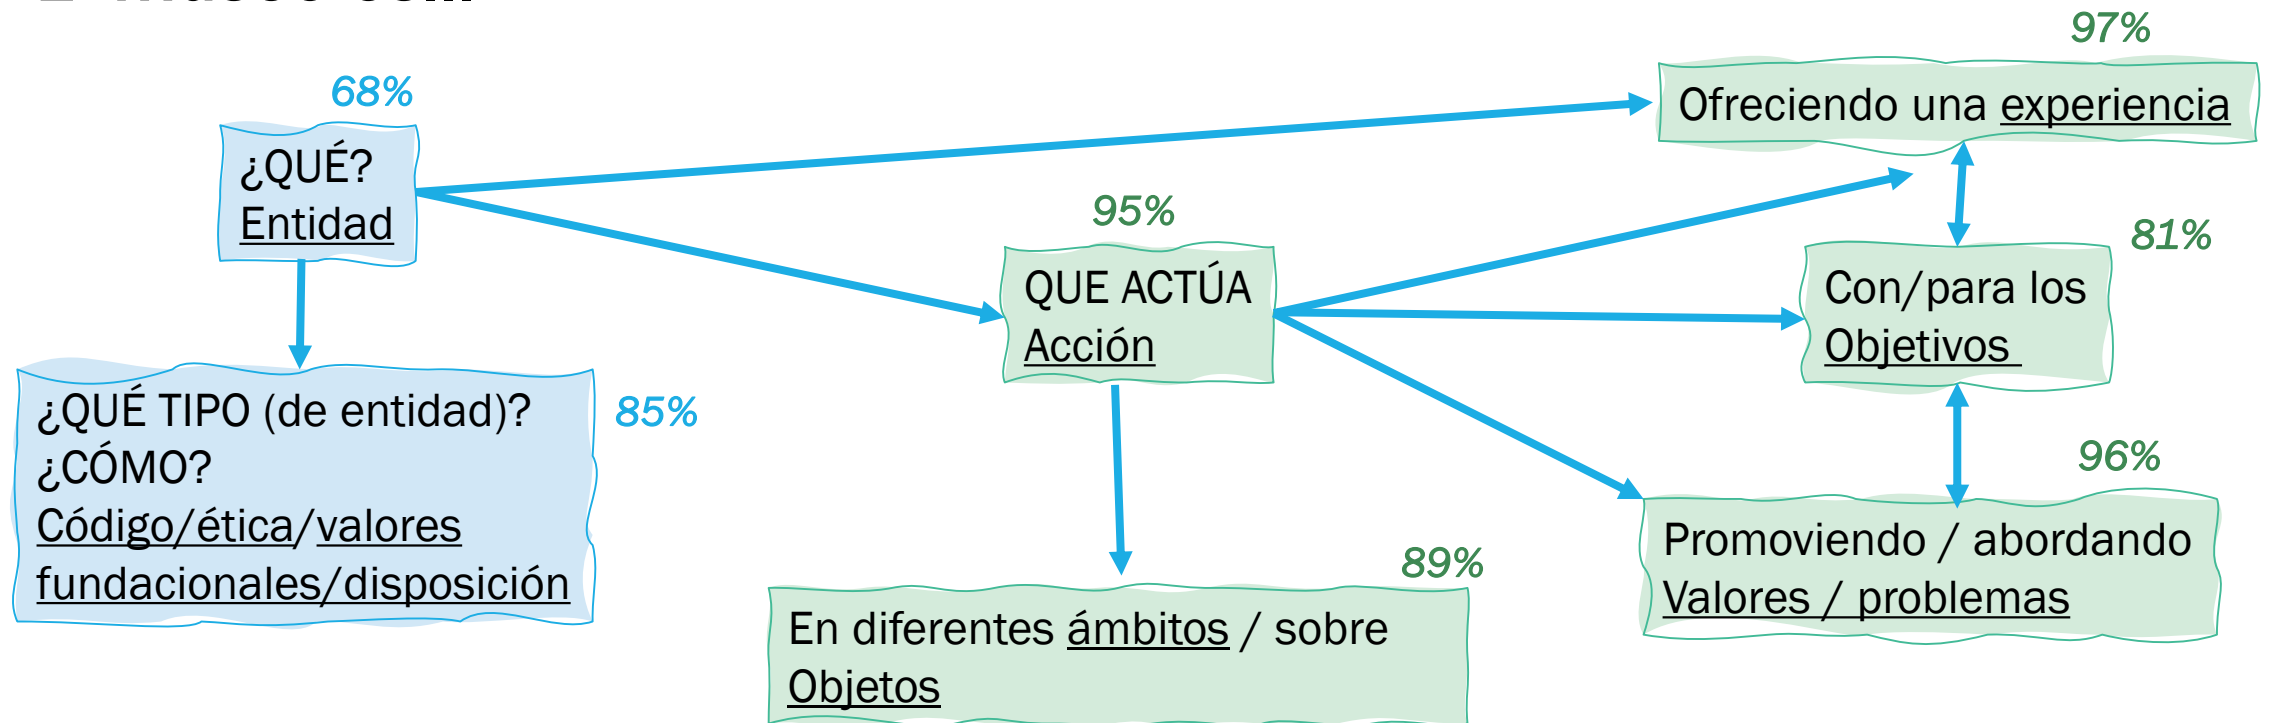 97%
68%
Ofreciendo una experiencia
¿QUÉ?
Entidad
95%
81%
QUE ACTÚA
Acción
Con/para los
Objetivos
¿QUÉ TIPO (de entidad)?
¿CÓMO?
Código/ética/valores
fundacionales/disposición
85%
96%
Promoviendo / abordando
Valores / problemas
89%
En diferentes ámbitos / sobre
Objetos